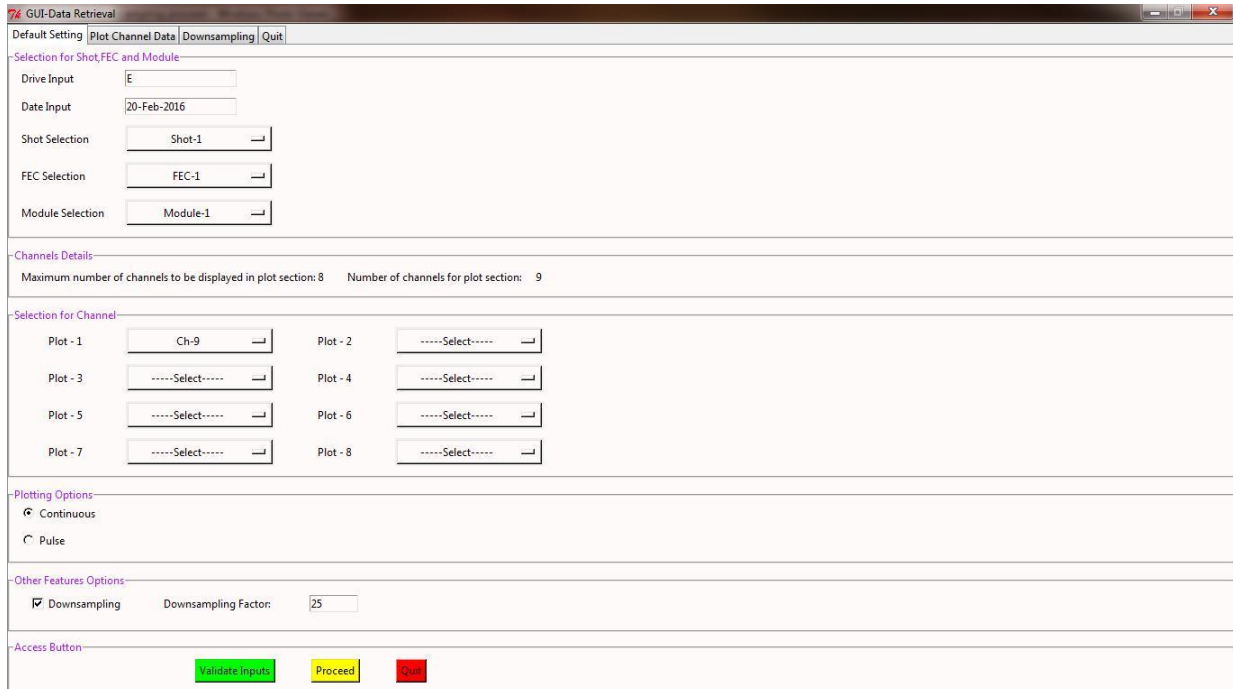 GUI-Data Retrieval
Default Setting Plot Channel Data Downsampling Quit
Selection for Shot,FEC and Module
Drive Input E
Date Input 20-Feb-2016
Shot Selection Shot-1
FEC Selection FEC-1
Module Selection Module-1
Channels Details
Maximum number of channels to be displayed in plot section: 8 Number of channels for plot section: 9
Selection for Channel
Plot - 1 Ch-9 Plot - 2 -----Select-----
Plot - 3 -----Select----- Plot - 4 -----Select-----
Plot - 5 -----Select----- Plot - 6 -----Select-----
Plot - 7 -----Select----- Plot - 8 -----Select-----
Plotting Options
Continuous
Pulse
Other Features Options
Downsampling Downsampling Factor: 25
Access Button
Validate Inputs Proceed Quit